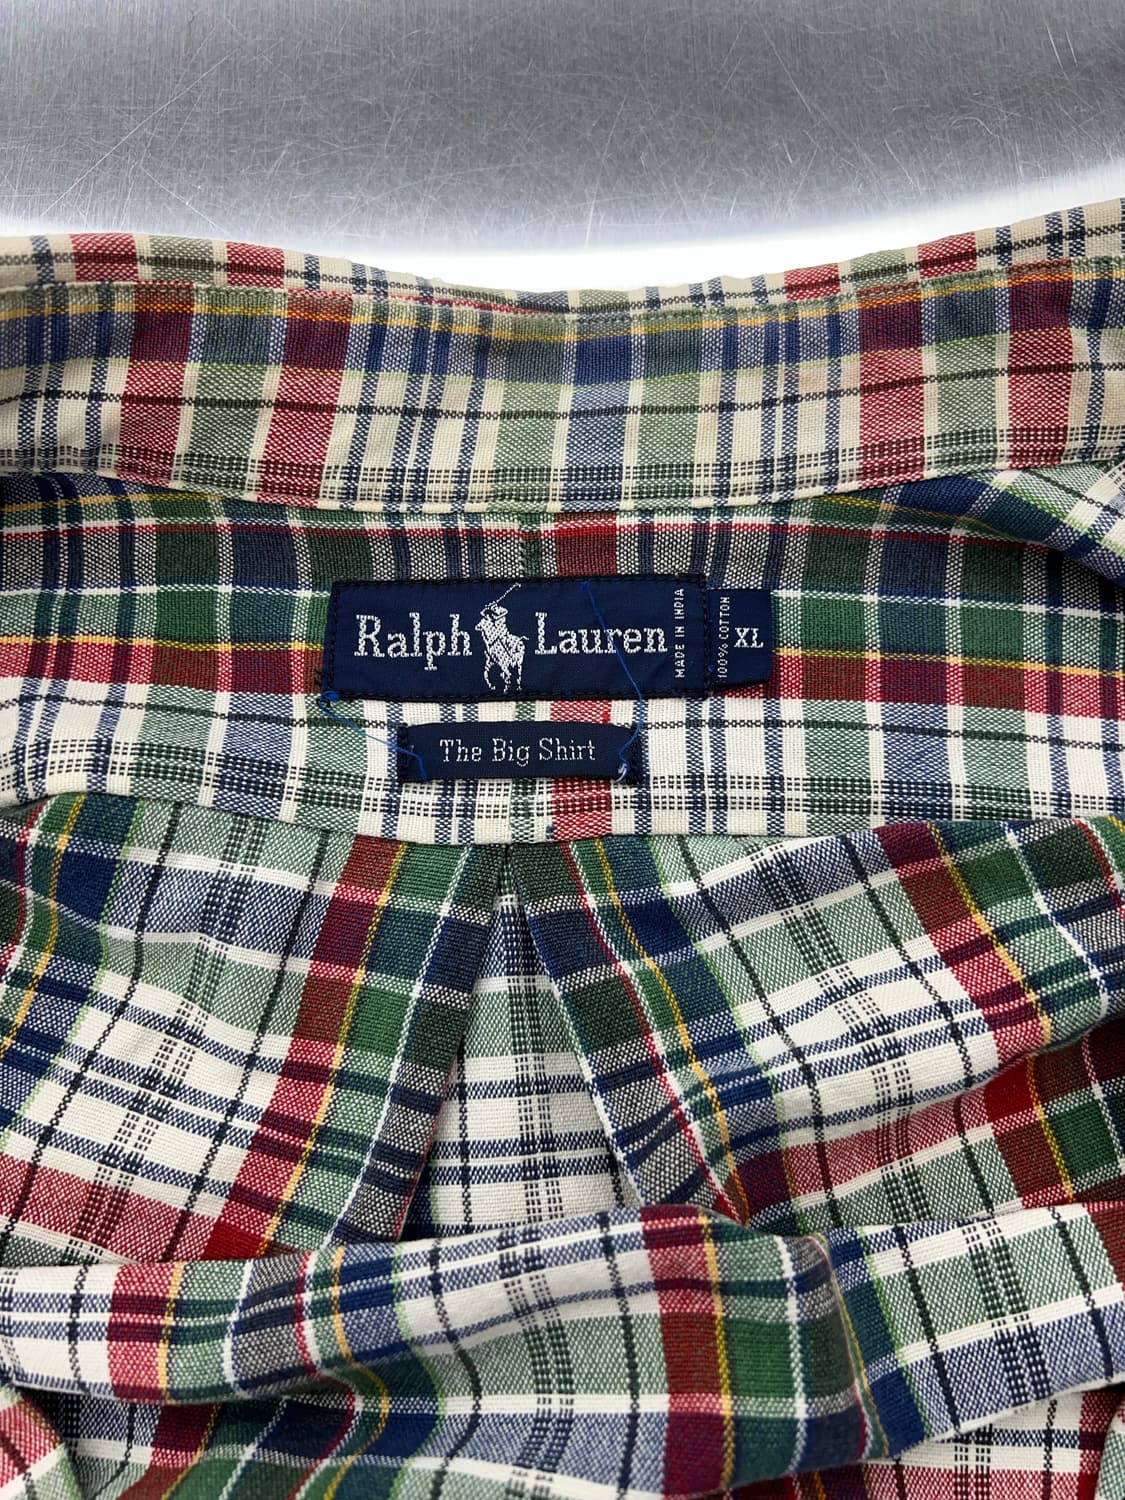 Ralph Lauren
MADE IN INDIA
100% COTTON
XL
The Big Shirt